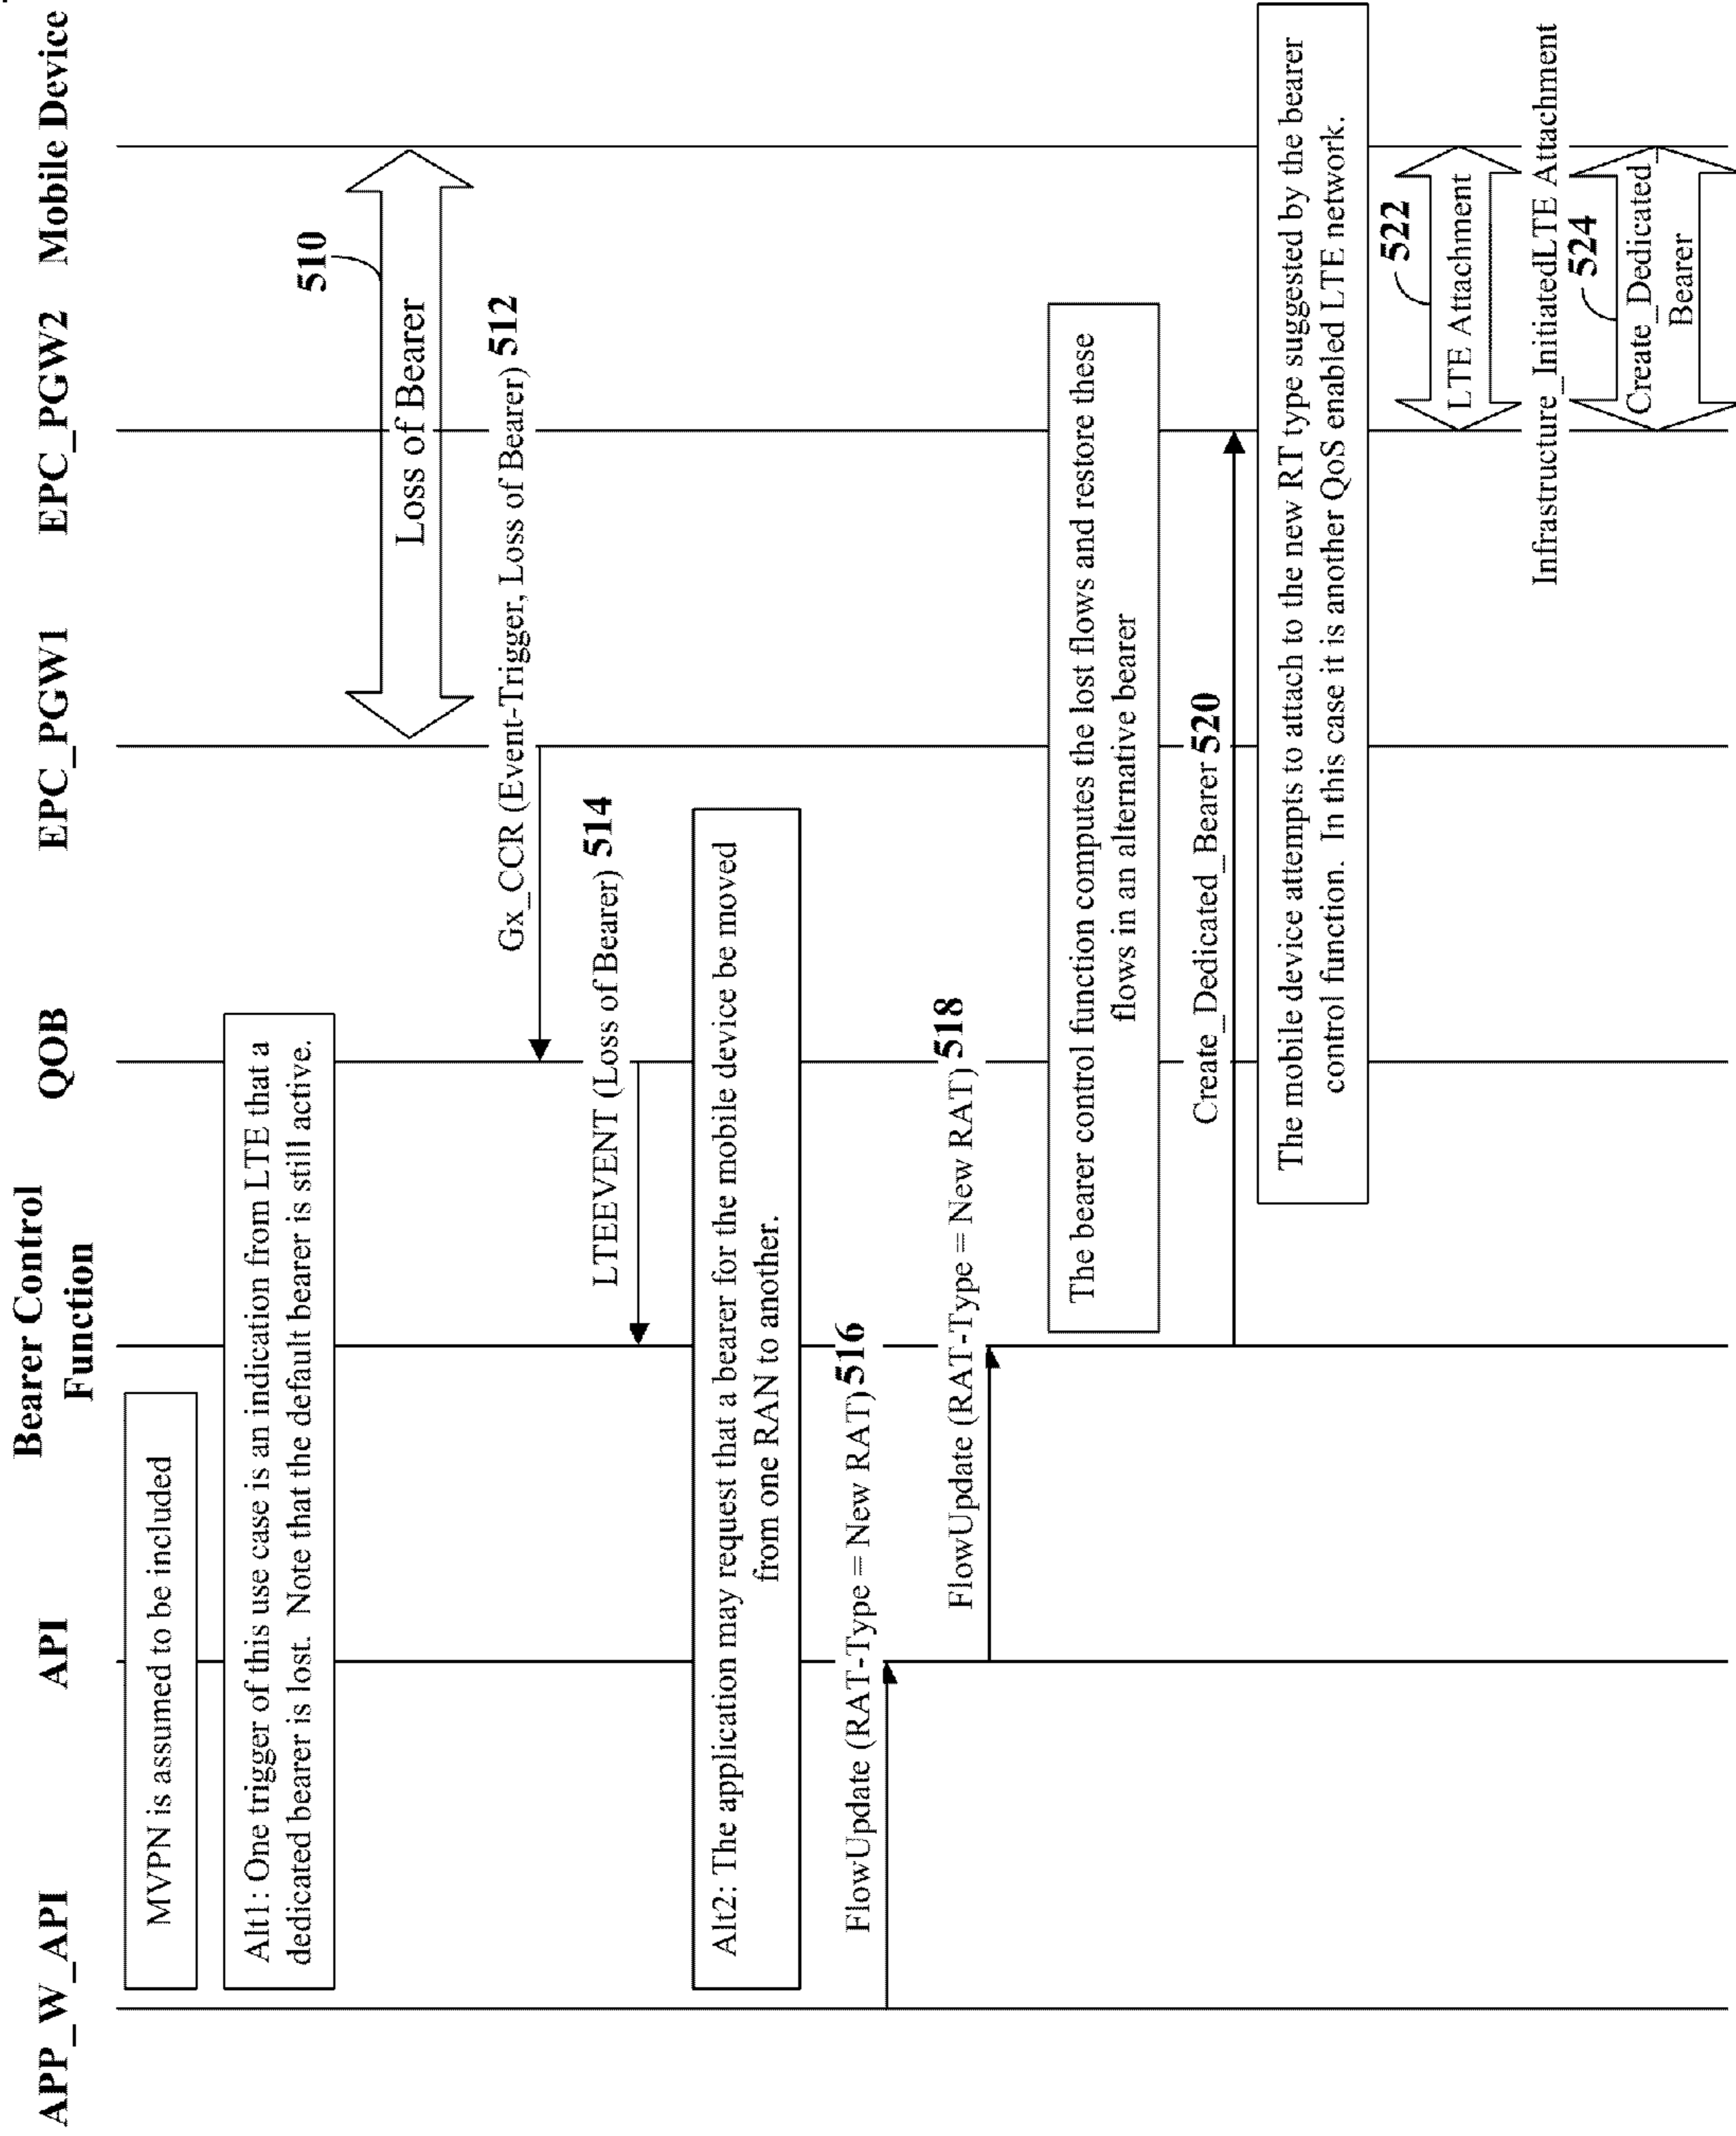 APP_W_API
API
Bearer Control
Function
QOB
EPC_PGW1
EPC_PGW2
Mobile Device
MVPN is assumed to be included
Alt1: One trigger of this use case is an indication from LTE that a
dedicated bearer is lost. Note that the default bearer is still active.
510
Loss of Bearer
Gx_CCR (Event-Trigger, Loss of Bearer) 512
LTEEVENT (Loss of Bearer) 514
Alt2: The application may request that a bearer for the mobile device be moved
from one RAN to another.
FlowUpdate (RAT-Type = New RAT) 516
FlowUpdate (RAT-Type = New RAT) 518
The bearer control function computes the lost flows and restore these
flows in an alternative bearer
Create_Dedicated_Bearer 520
The mobile device attempts to attach to the new RT type suggested by the bearer
control function. In this case it is another QoS enabled LTE network.
522
LTE Attachment
Infrastructure_InitiatedLTE Attachment
524
Create_Dedicated_
Bearer